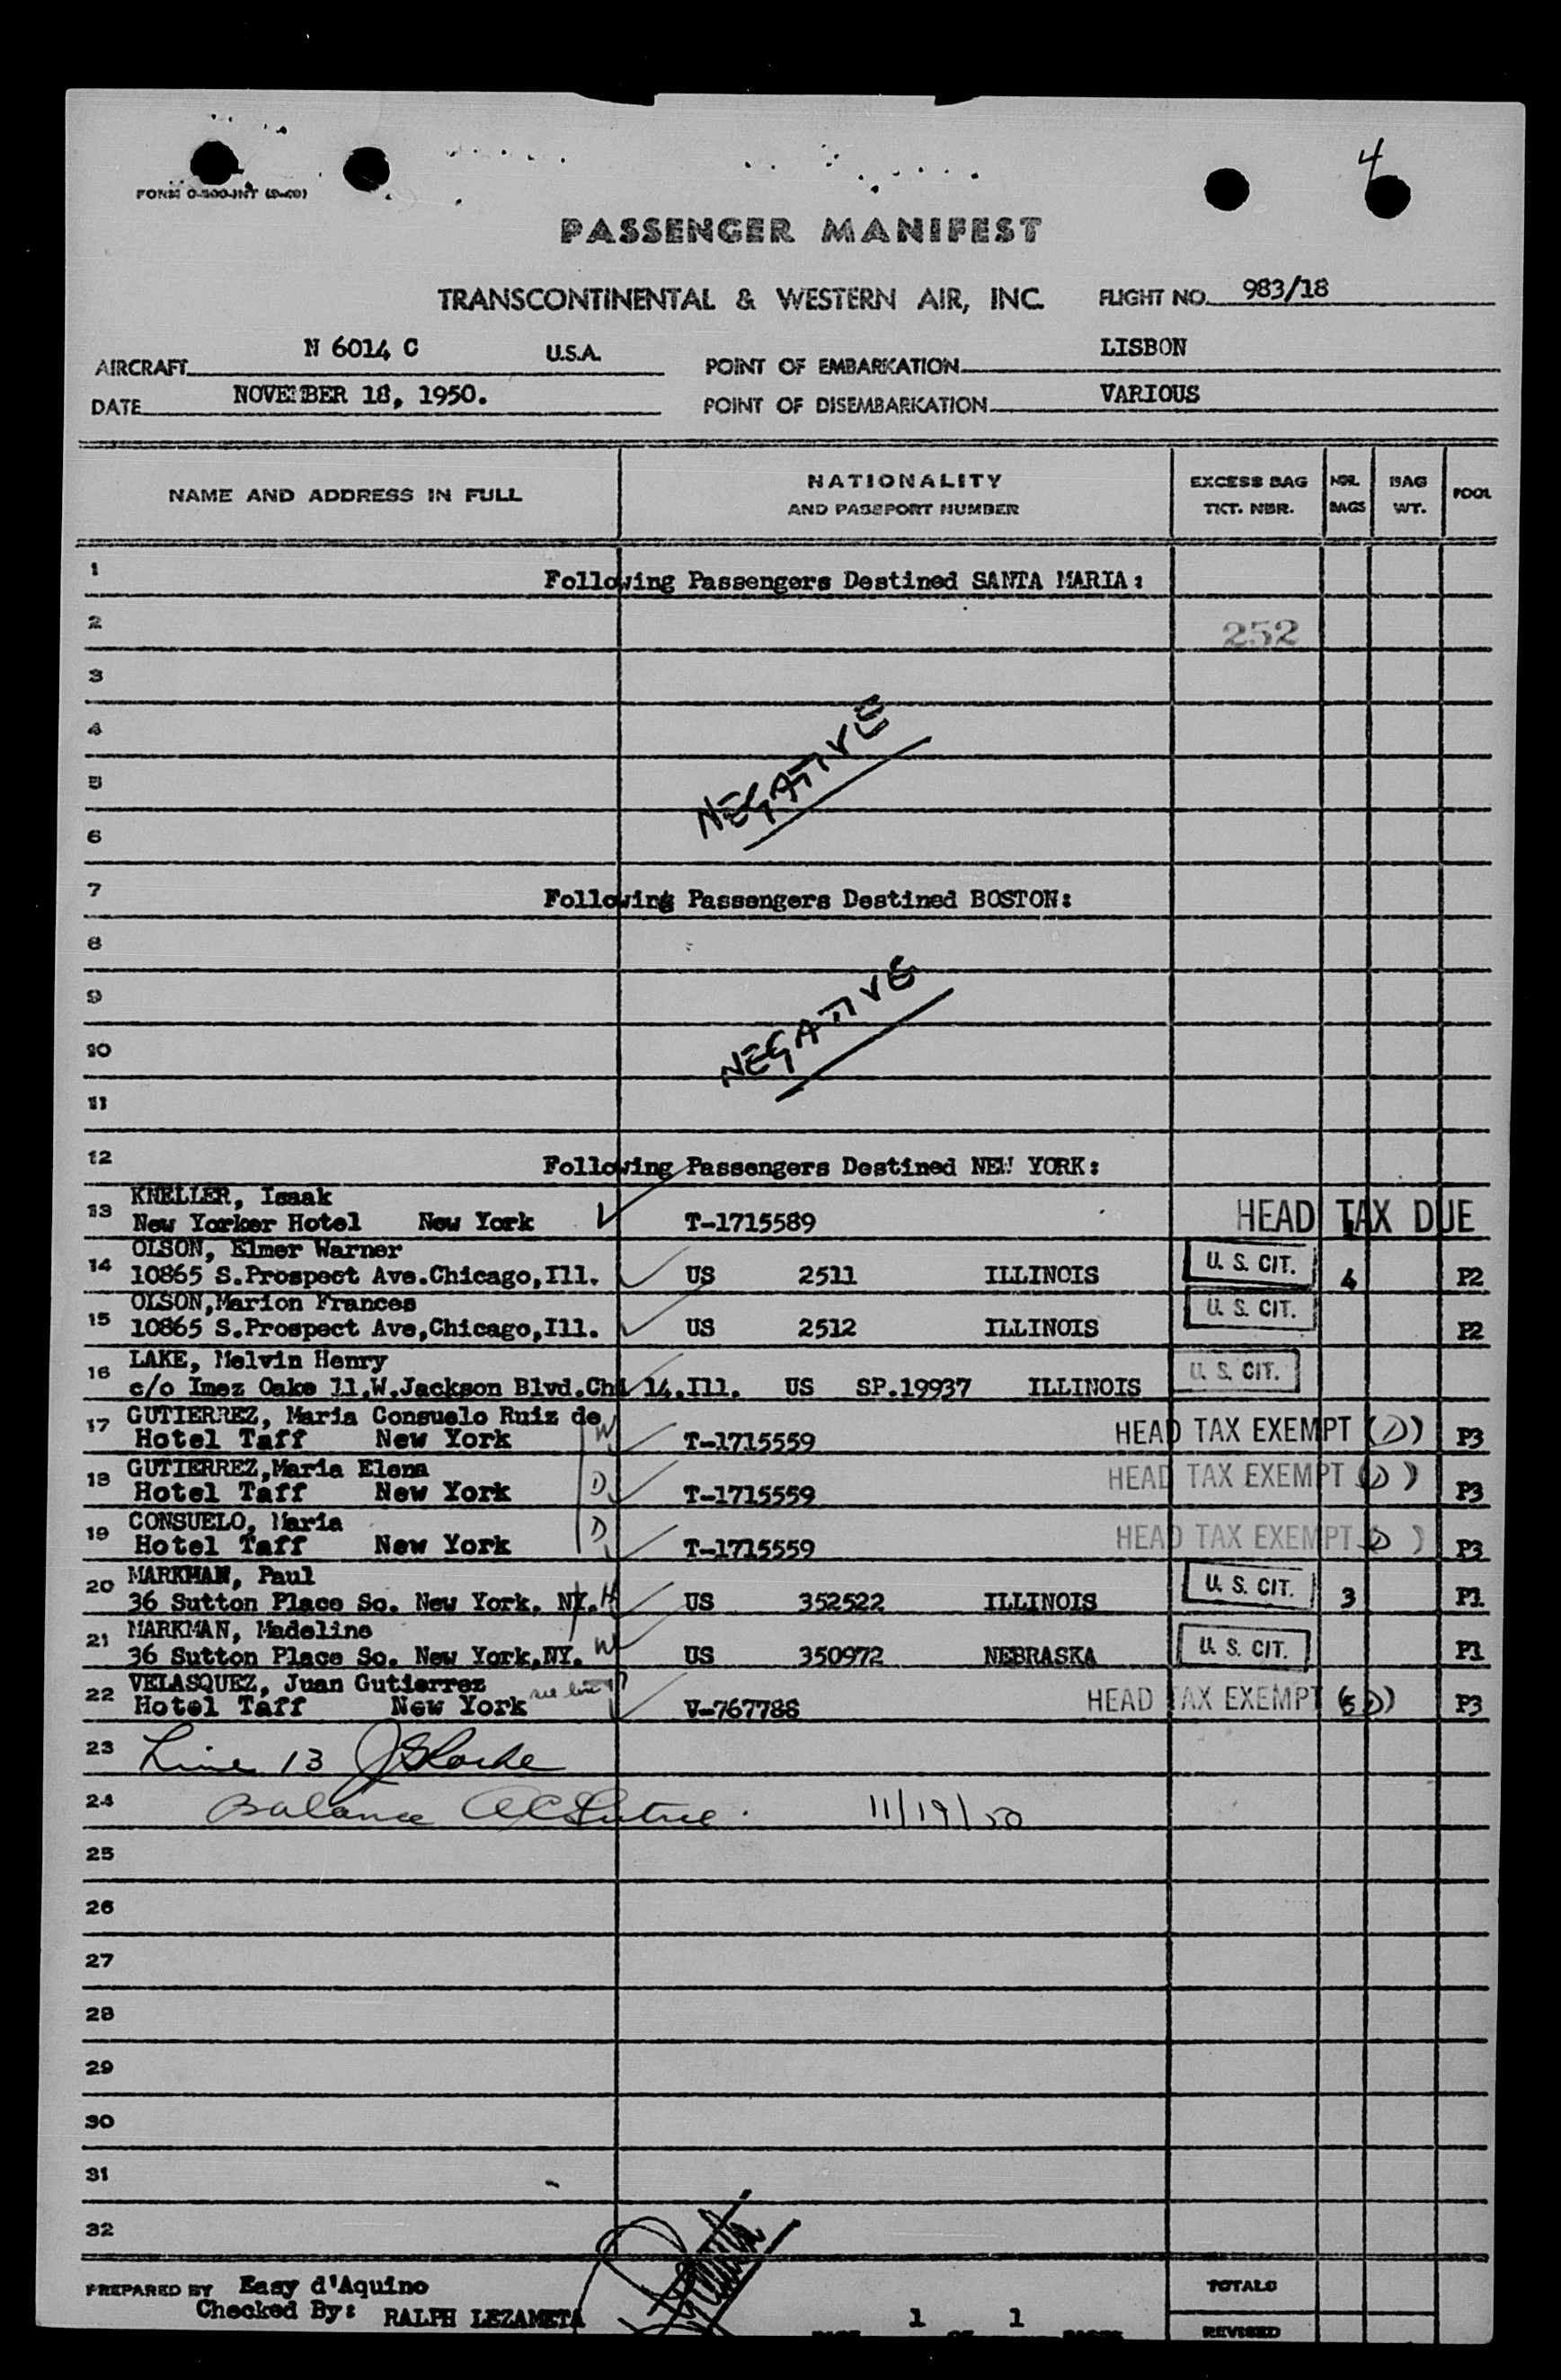 4
FORM O-300-INT
PASSENGER MANIFEST
TRANSCONTINENTAL & WESTERN AIR, INC. FLIGHT NO. 983/18
AIRCRAFT N 6014 C U.S.A. POINT OF EMBARKATION LISBON
DATE NOVEMBER 18, 1950. POINT OF DISEMBARKATION VARIOUS
NAME AND ADDRESS IN FULL NATIONALITY AND PASSPORT NUMBER EXCESS BAG TKT. NBR. NBR. BAGS BAG WT. POOL
1 Following Passengers Destined SANTA MARIA:
2 252
3
4
5 NEGATIVE
6
7 Following Passengers Destined BOSTON:
8
9
10 NEGATIVE
11
12 Following Passengers Destined NEW YORK:
KNELLER, Isaak
13 New Yorker Hotel New York T-1715589 HEAD TAX DUE
OLSON, Elmer Warner
14 10865 S.Prospect Ave.Chicago,Ill. US 2511 ILLINOIS U. S. CIT. 4 P2
OLSON,Marion Frances
15 10865 S.Prospect Ave,Chicago,Ill. US 2512 ILLINOIS U. S. CIT. P2
LAKE, Melvin Henry
16 c/o Imez Oake 11.W.Jackson Blvd.Chi 14.Ill. US SP.19937 ILLINOIS U. S. CIT.
GUTIERREZ, Maria Consuelo Ruiz de
17 Hotel Taff New York W T-1715559 HEAD TAX EXEMPT (D) P3
GUTIERREZ,Maria Elena
18 Hotel Taff New York D T-1715559 HEAD TAX EXEMPT (D) P3
CONSUELO, Maria
19 Hotel Taff New York D T-1715559 HEAD TAX EXEMPT (D) P3
MARKMAN, Paul
20 36 Sutton Place So. New York. NY. H US 352522 ILLINOIS U. S. CIT. 3 P1
MARKMAN, Madeline
21 36 Sutton Place So. New York,NY. W US 350972 NEBRASKA U. S. CIT. P1
VELASQUEZ, Juan Gutierrez
22 Hotel Taff New York see line 17 V-767788 HEAD TAX EXEMPT (D) 5 P3
23 Line 13
24 Balance 11/19/50
25
26
27
28
29
30
31
32
PREPARED BY Easy d'Aquino TOTALS
Checked By: RALPH LEZAMETA 1 1 REVISED